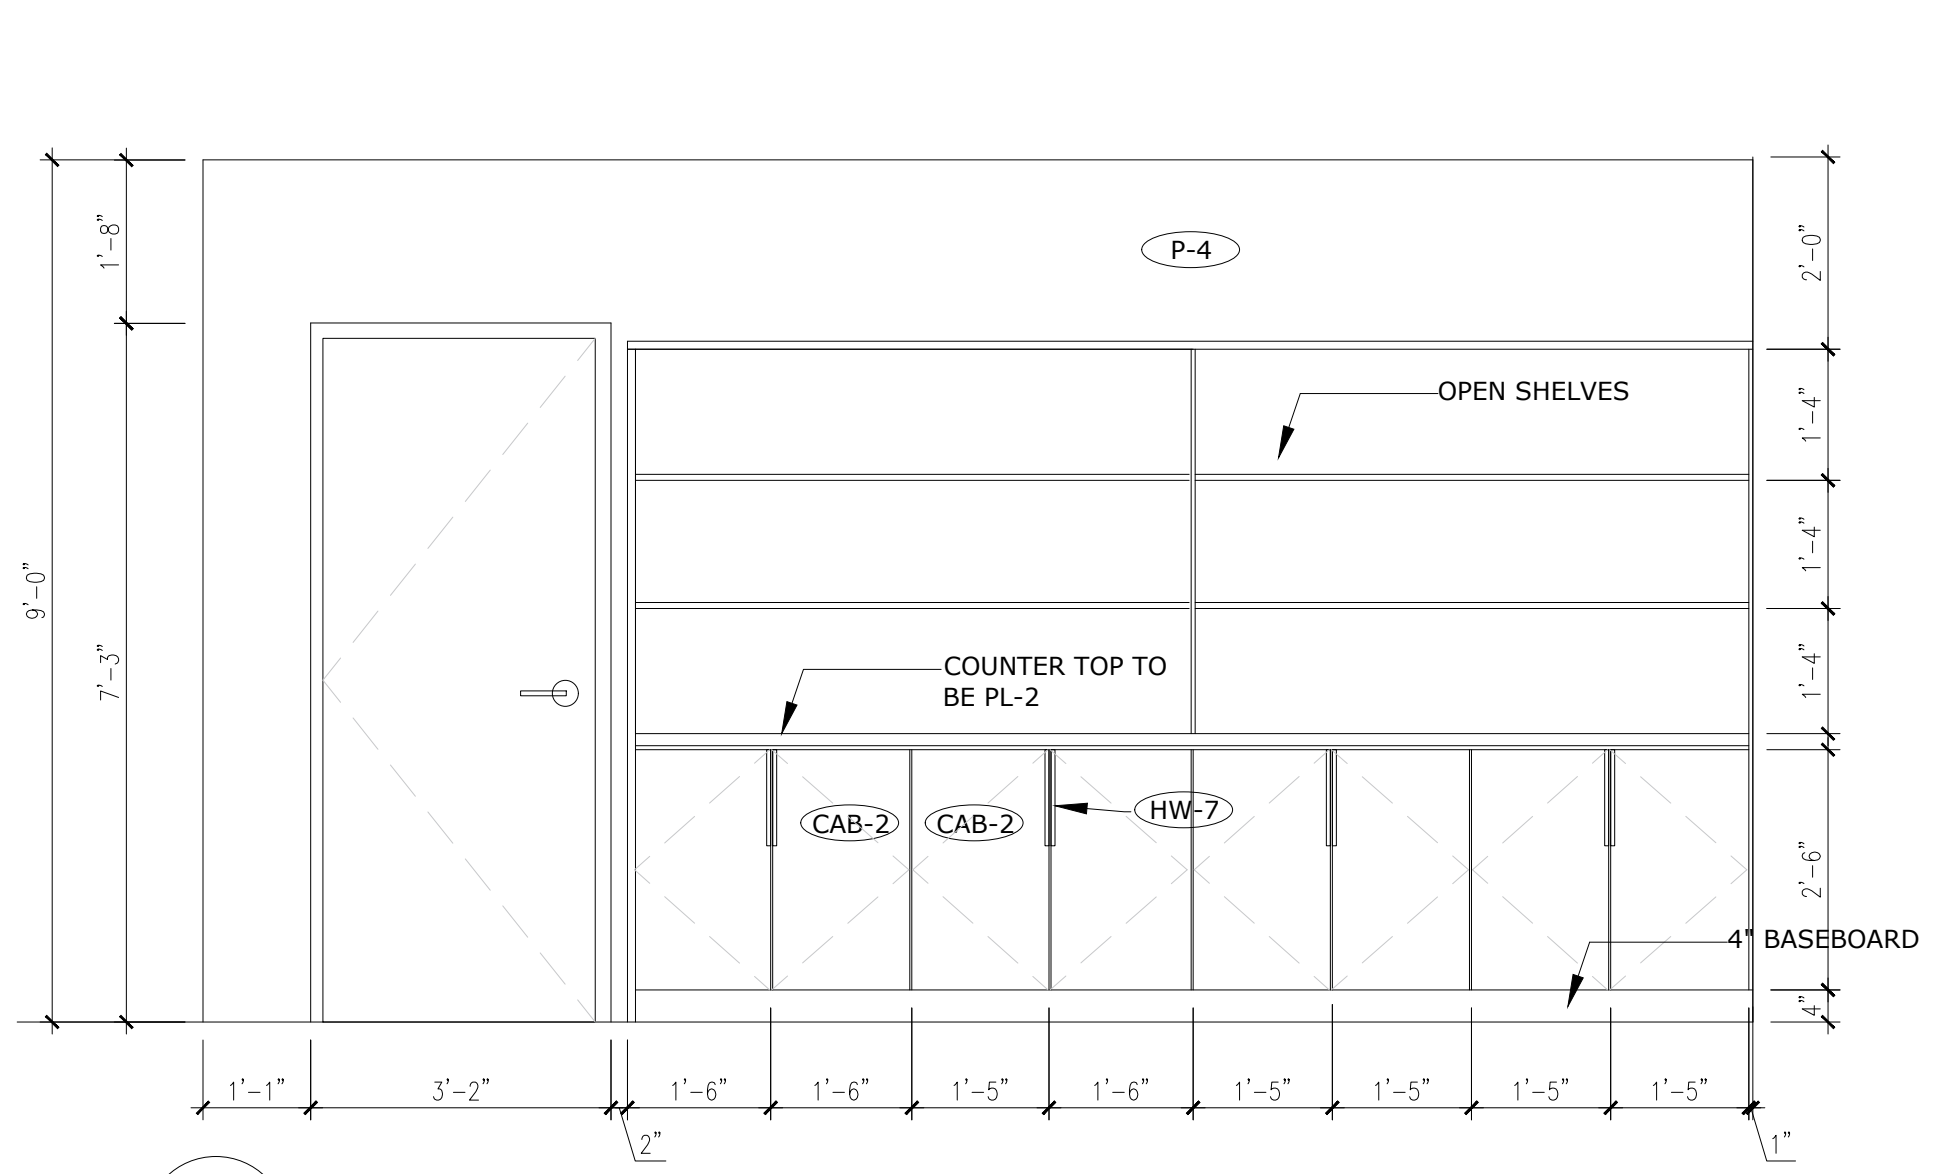 P-4
OPEN SHELVES
COUNTER TOP TO
BE PL-2
CAB-2
CAB-2
HW-7
4" BASEBOARD
9'-0"
1'-8"
7'-3"
2'-0"
1'-4"
1'-4"
1'-4"
2'-6"
4"
1'-1"
3'-2"
2"
1'-6"
1'-6"
1'-5"
1'-6"
1'-5"
1'-5"
1'-5"
1'-5"
1"